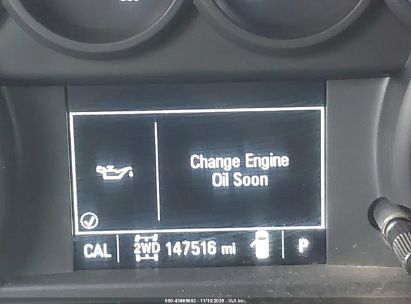 Change Engine
Oil Soon
CAL 2WD 147516 mi P